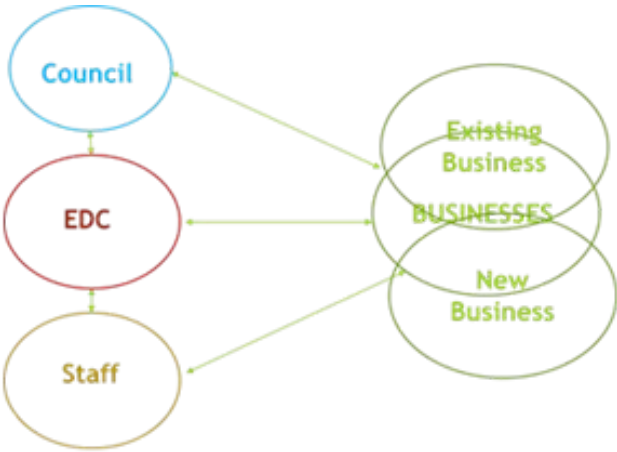 Council
Existing
Business
EDC
BUSINESSES
New
Business
Staff